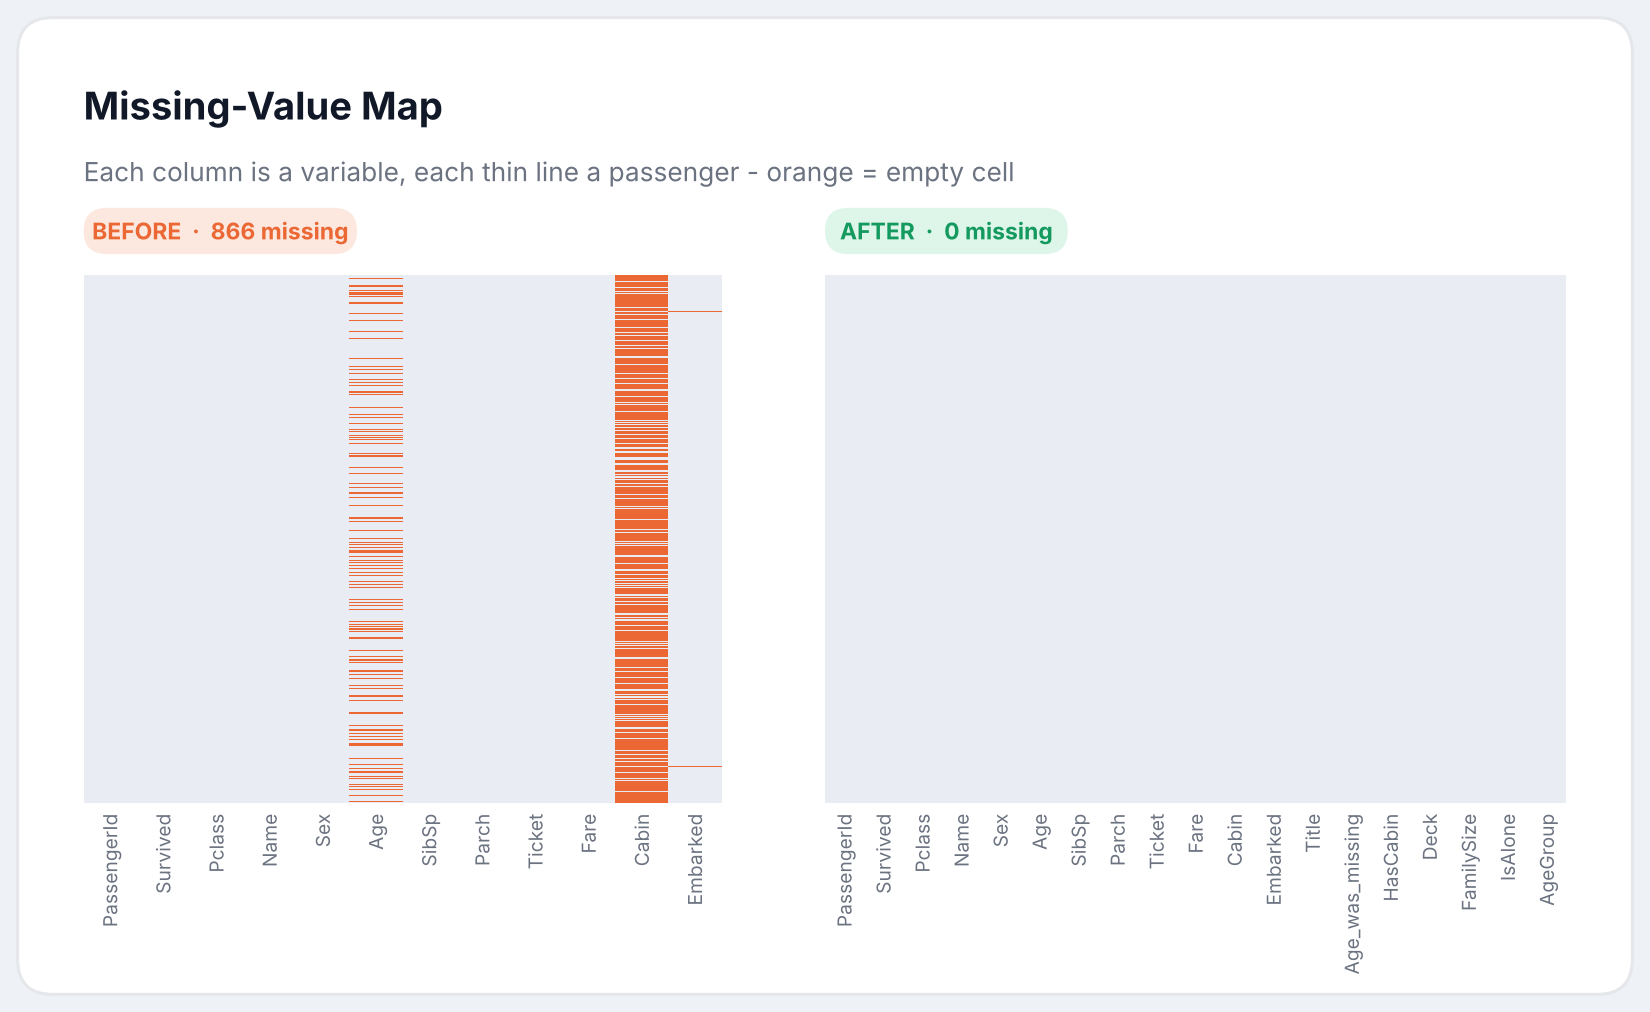 Missing-Value Map
Each column is a variable, each thin line a passenger - orange = empty cell
BEFORE · 866 missing
AFTER · 0 missing
PassengerId
Survived
Pclass
Name
Sex
Age
SibSp
Parch
Ticket
Fare
Cabin
Embarked
PassengerId
Survived
Pclass
Name
Sex
Age
SibSp
Parch
Ticket
Fare
Cabin
Embarked
Title
Age_was_missing
HasCabin
Deck
FamilySize
IsAlone
AgeGroup